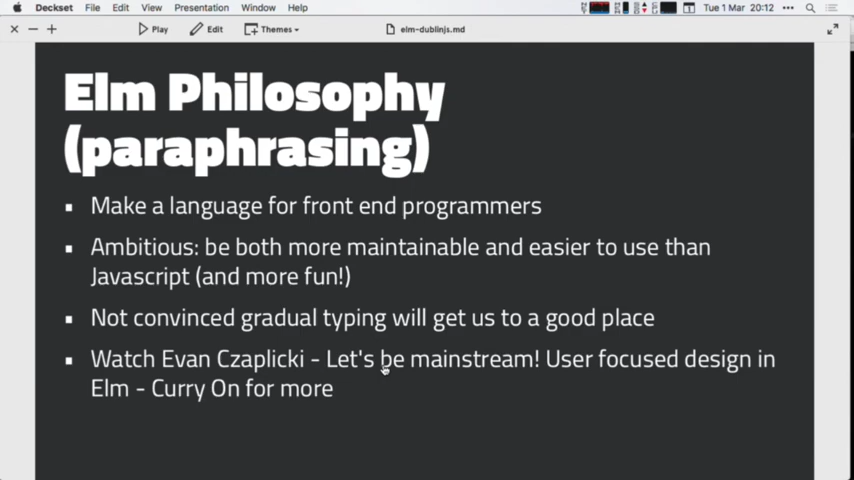 Deckset File Edit View Presentation Window Help Tue 1 Mar 20:12
Play Edit Themes elm-dublinjs.md
Elm Philosophy
(paraphrasing)
Make a language for front end programmers
Ambitious: be both more maintainable and easier to use than
Javascript (and more fun!)
Not convinced gradual typing will get us to a good place
Watch Evan Czaplicki - Let's be mainstream! User focused design in
Elm - Curry On for more